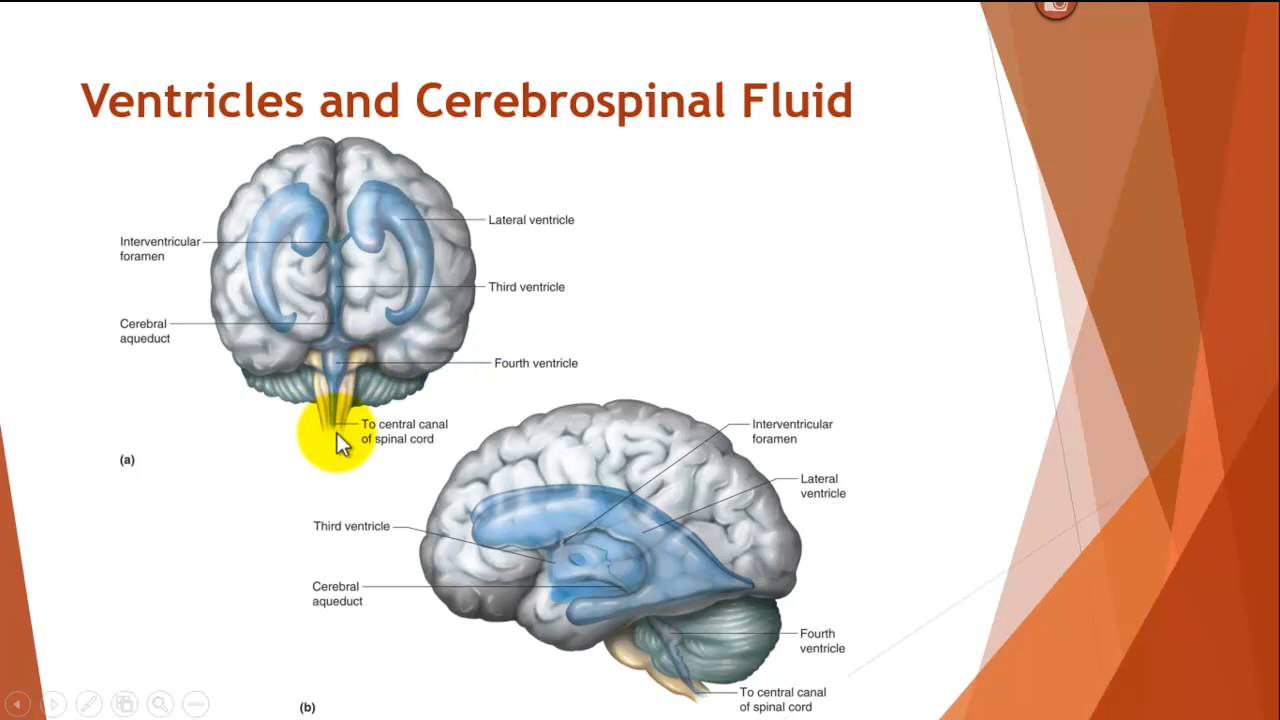 Ventricles and Cerebrospinal Fluid
Lateral ventricle
Interventricular
foramen
Third ventricle
Cerebral
aqueduct
Fourth ventricle
To central canal
of spinal cord
(a)
Interventricular
foramen
Lateral
ventricle
Third ventricle
Cerebral
aqueduct
Fourth
ventricle
To central canal
of spinal cord
(b)